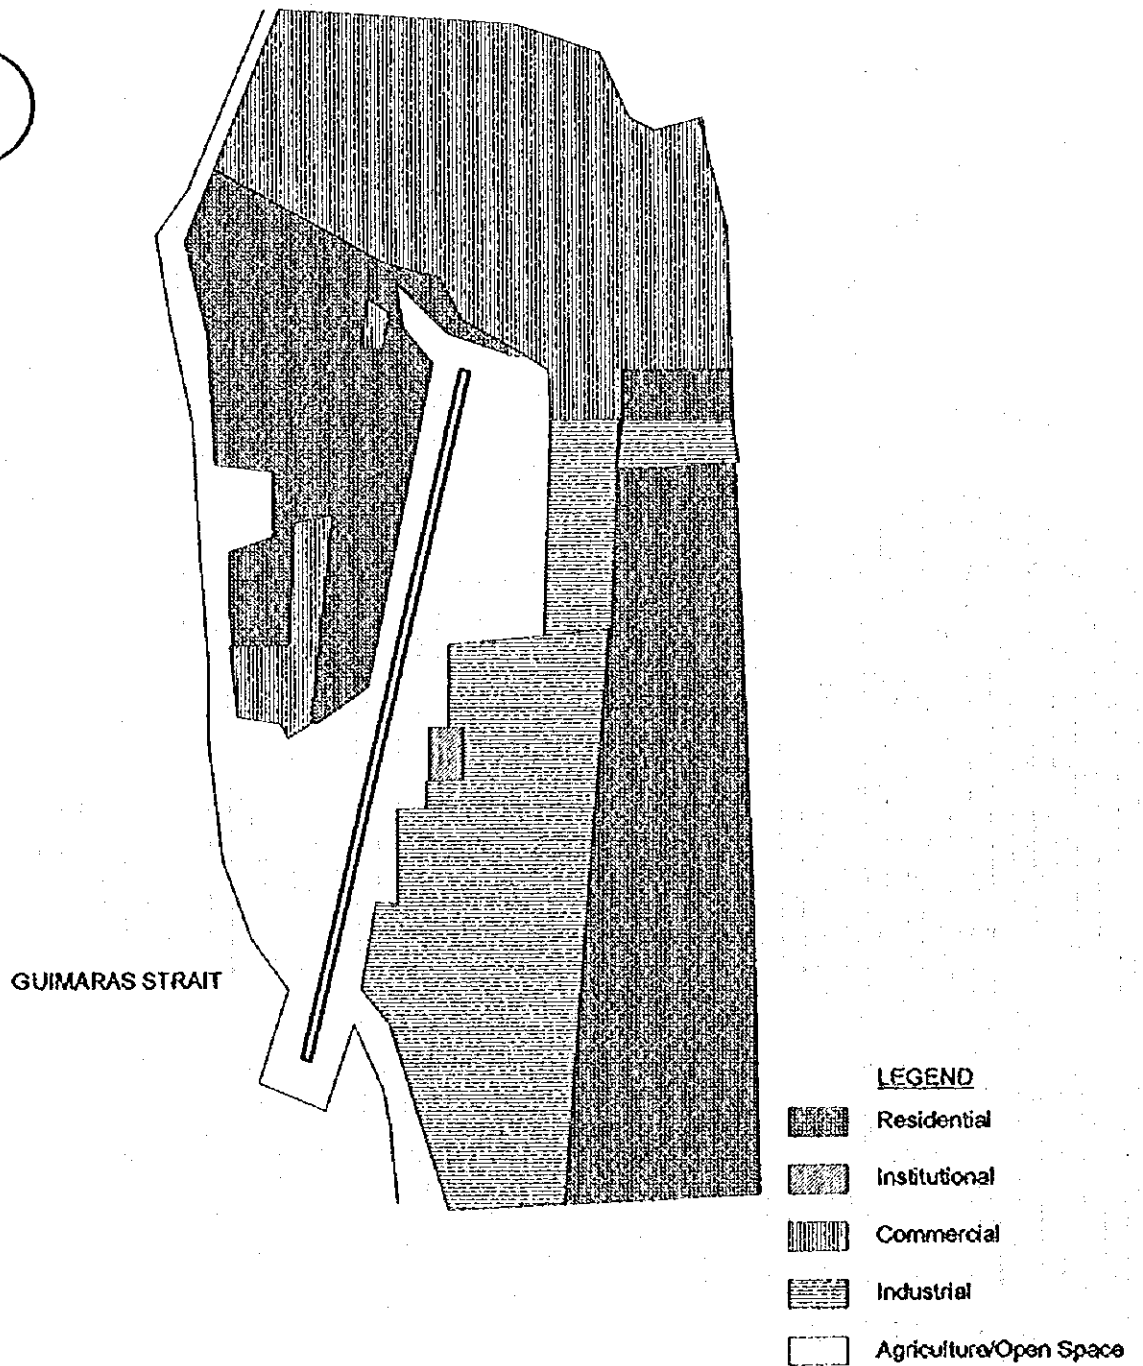 GUIMARAS STRAIT
LEGEND
Residential
Institutional
Commercial
Industrial
Agriculture/Open Space